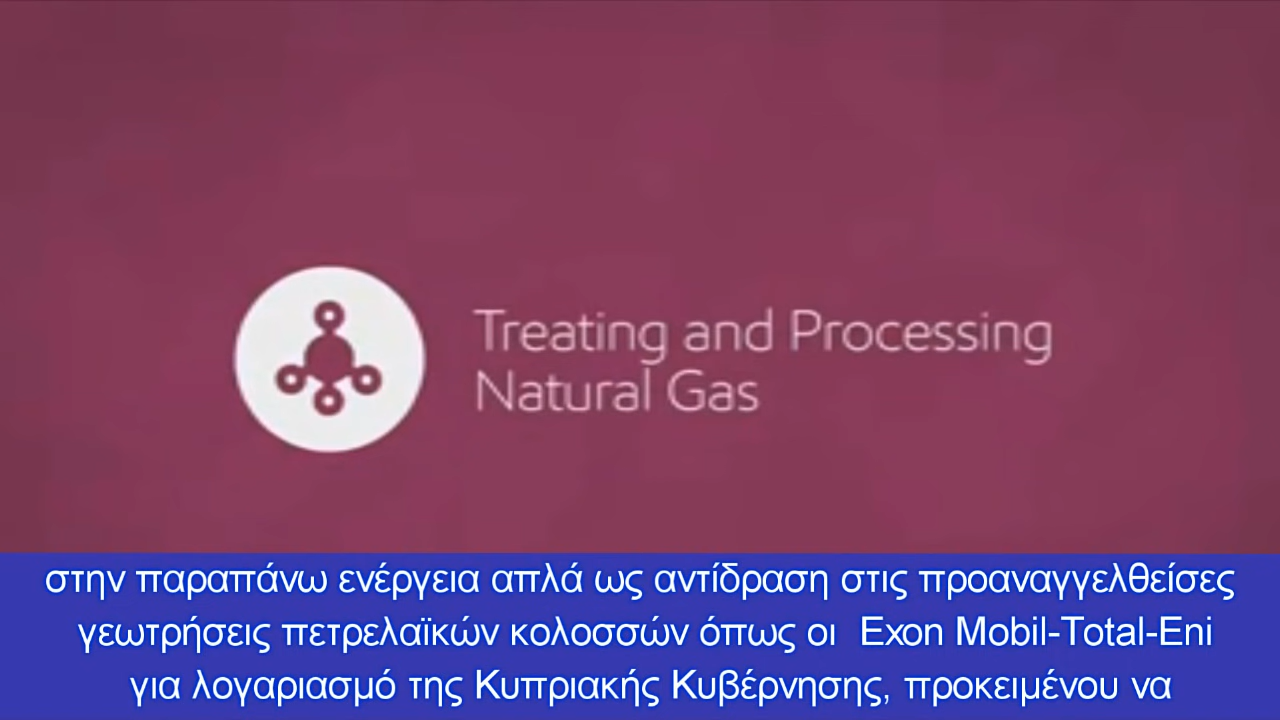 Treating and Processing
Natural Gas
στην παραπάνω ενέργεια απλά ως αντίδραση στις προαναγγελθείσες
γεωτρήσεις πετρελαϊκών κολοσσών όπως οι  Exon Mobil-Total-Eni
για λογαριασμό της Κυπριακής Κυβέρνησης, προκειμένου να